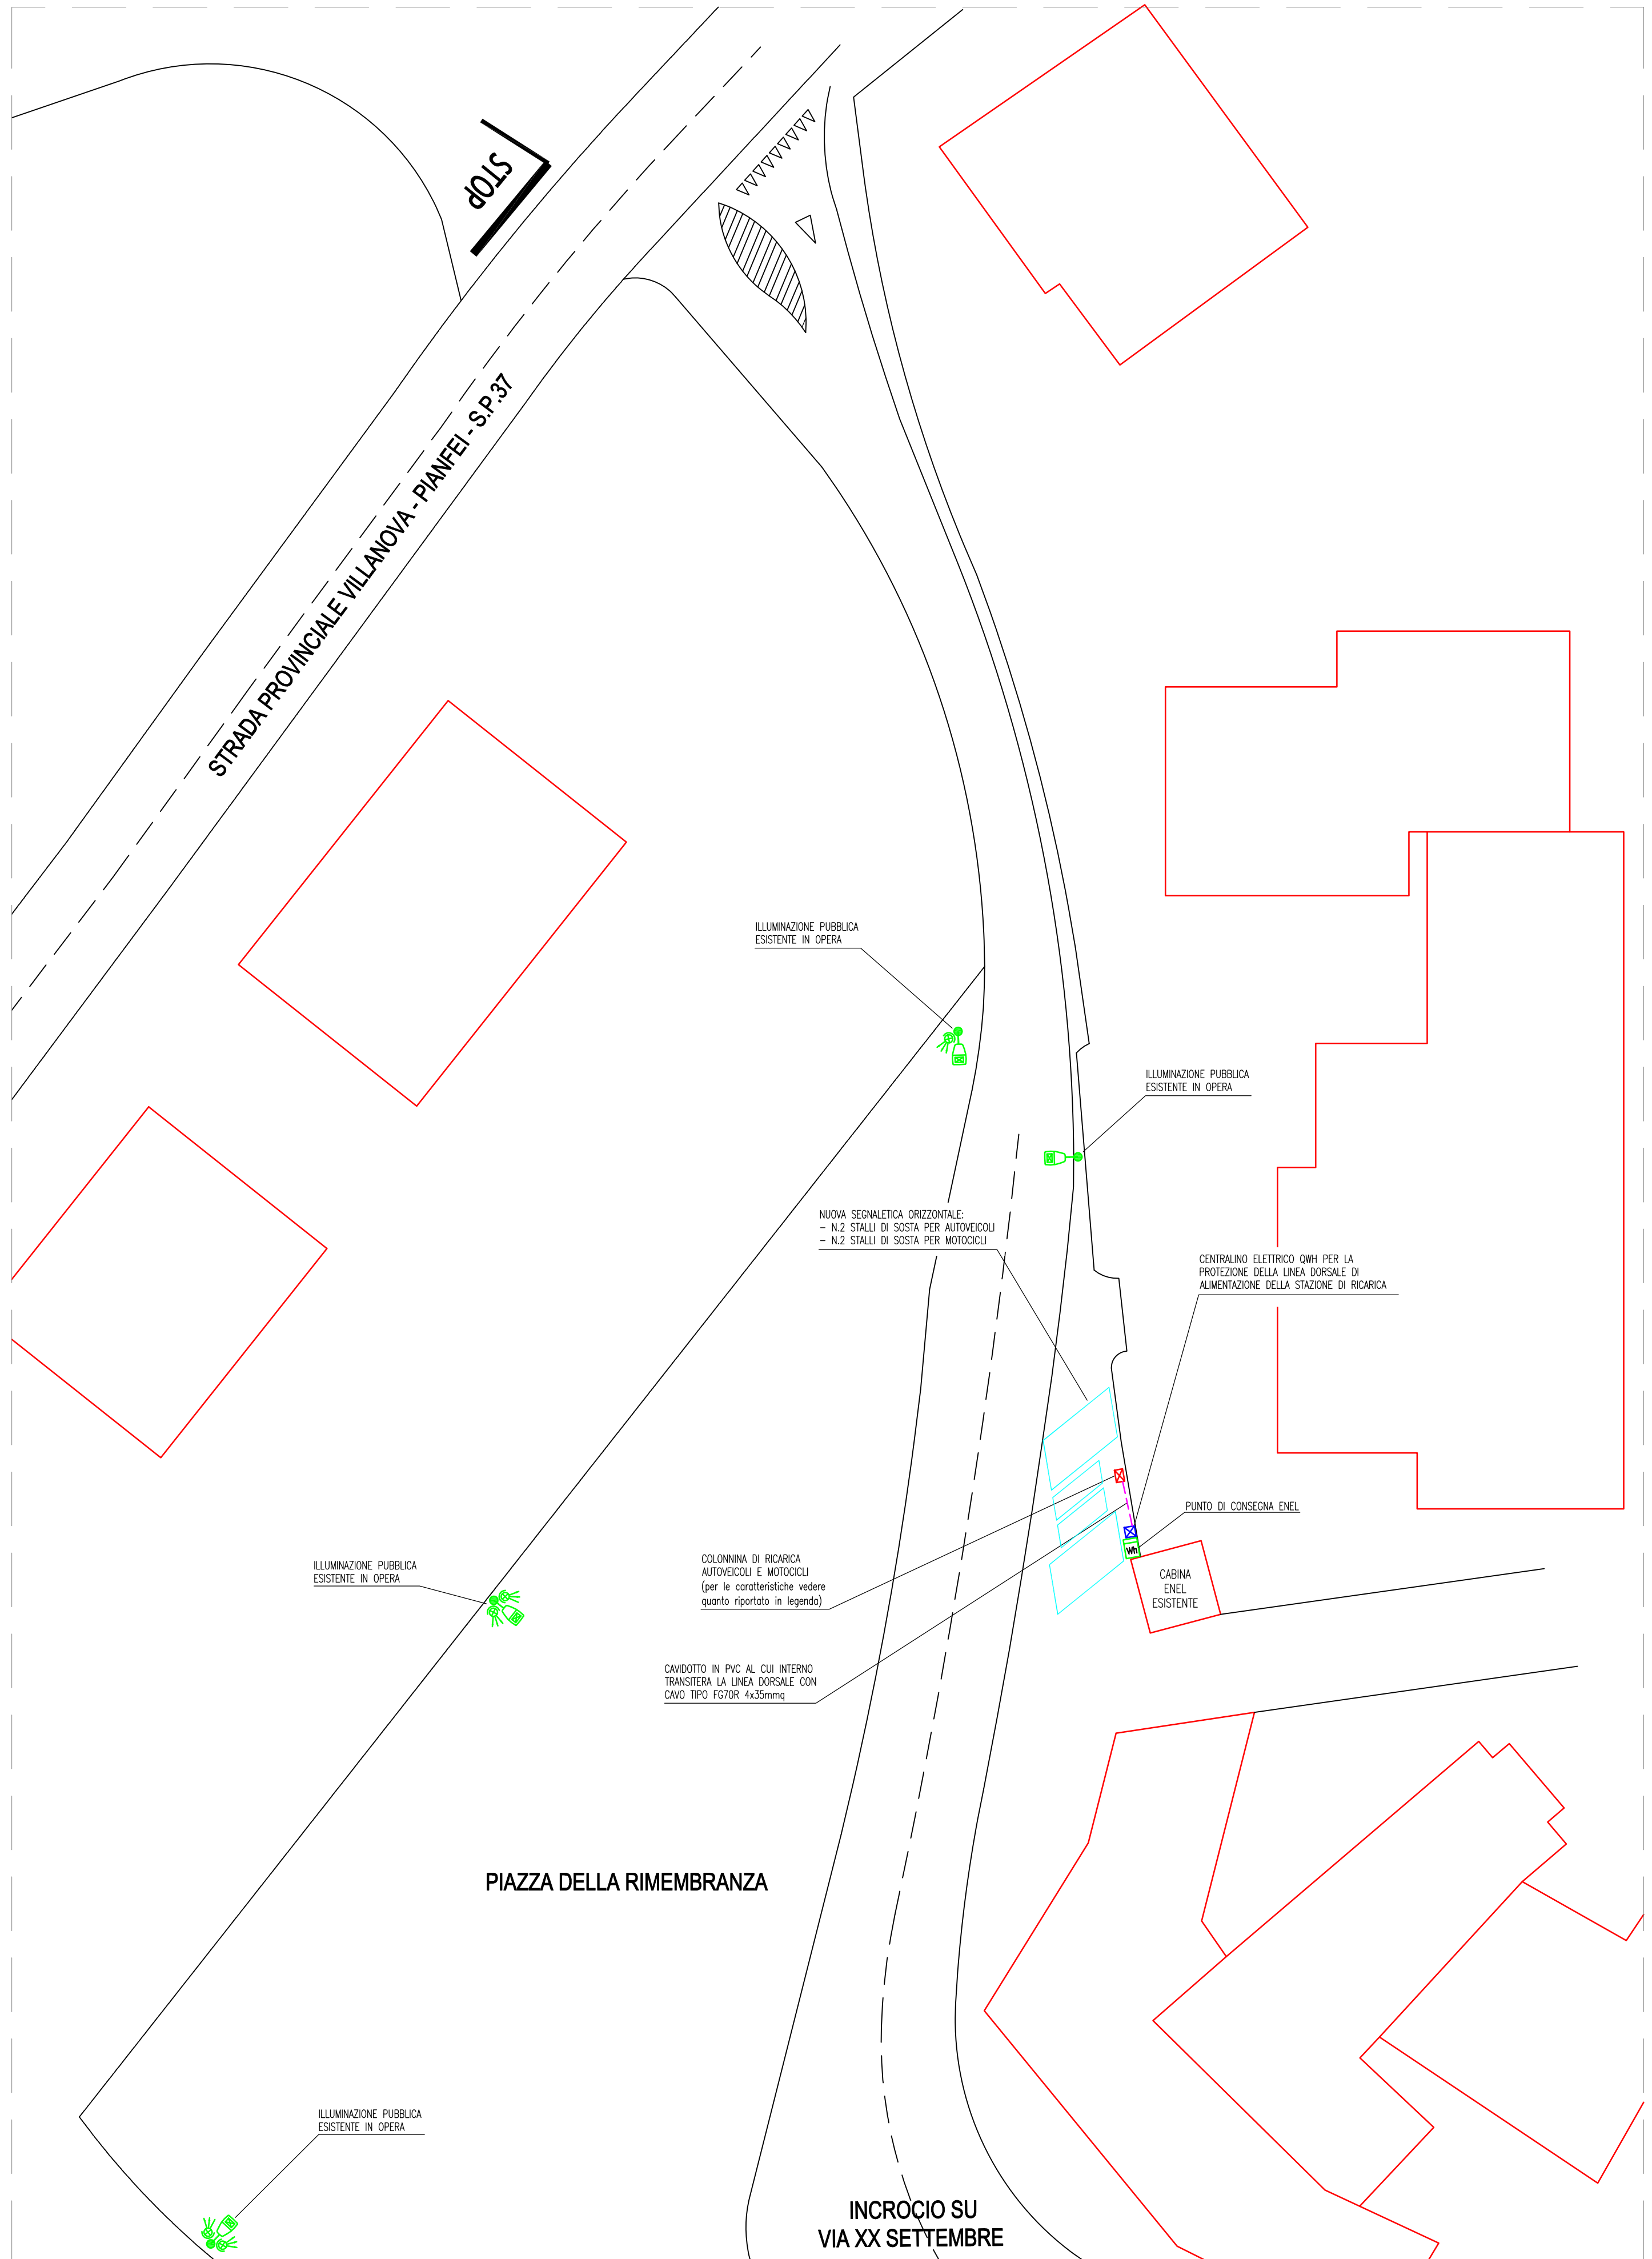 STOP
STRADA PROVINCIALE VILLANOVA - PIANFEI - S.P.37
ILLUMINAZIONE PUBBLICA
ESISTENTE IN OPERA
ILLUMINAZIONE PUBBLICA
ESISTENTE IN OPERA
NUOVA SEGNALETICA ORIZZONTALE:
- N.2 STALLI DI SOSTA PER AUTOVEICOLI
- N.2 STALLI DI SOSTA PER MOTOCICLI
CENTRALINO ELETTRICO QWH PER LA
PROTEZIONE DELLA LINEA DORSALE DI
ALIMENTAZIONE DELLA STAZIONE DI RICARICA
PUNTO DI CONSEGNA ENEL
Wh
CABINA
ENEL
ESISTENTE
COLONNINA DI RICARICA
AUTOVEICOLI E MOTOCICLI
(per le caratteristiche vedere
quanto riportato in legenda)
ILLUMINAZIONE PUBBLICA
ESISTENTE IN OPERA
CAVIDOTTO IN PVC AL CUI INTERNO
TRANSITERA LA LINEA DORSALE CON
CAVO TIPO FG7OR 4x35mmq
PIAZZA DELLA RIMEMBRANZA
ILLUMINAZIONE PUBBLICA
ESISTENTE IN OPERA
INCROCIO SU
VIA XX SETTEMBRE